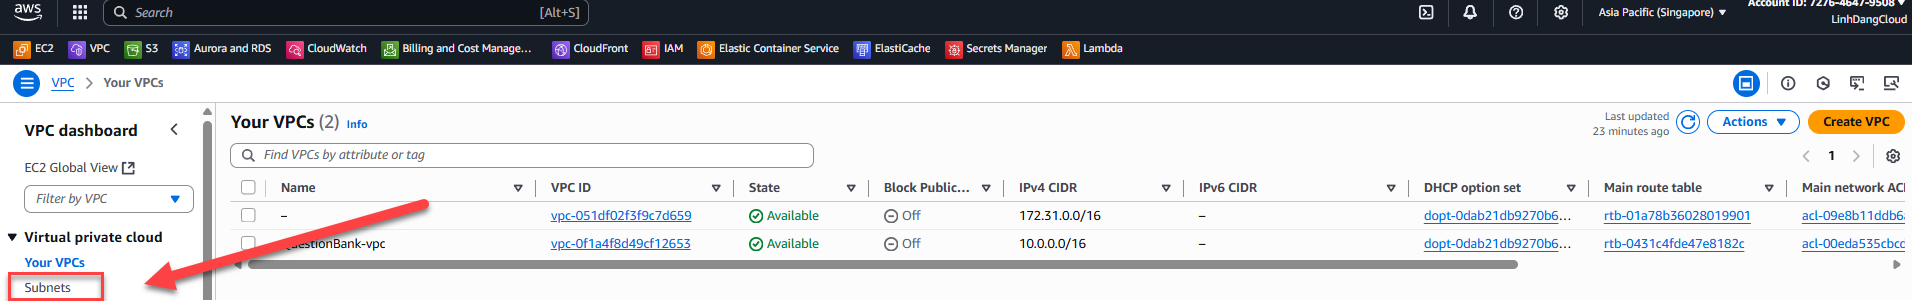 aws Search [Alt+S] Asia Pacific (Singapore) Account ID: 7276-4647-9508
LinhDangCloud
EC2 VPC S3 Aurora and RDS CloudWatch Billing and Cost Manage... CloudFront IAM Elastic Container Service ElastiCache Secrets Manager Lambda
VPC > Your VPCs
VPC dashboard
EC2 Global View
Filter by VPC
Virtual private cloud
Your VPCs
Subnets
Your VPCs (2) Info
Last updated
23 minutes ago
Actions
Create VPC
Find VPCs by attribute or tag
1
Name VPC ID State Block Public... IPv4 CIDR IPv6 CIDR DHCP option set Main route table Main network ACL
– vpc-051df02f3f9c7d659 Available Off 172.31.0.0/16 – dopt-0dab21db9270b6... rtb-01a78b36028019901 acl-09e8b11ddb6
uestionBank-vpc vpc-0f1a4f8d49cf12653 Available Off 10.0.0.0/16 – dopt-0dab21db9270b6... rtb-0431c4fde47e8182c acl-00eda535cbcc